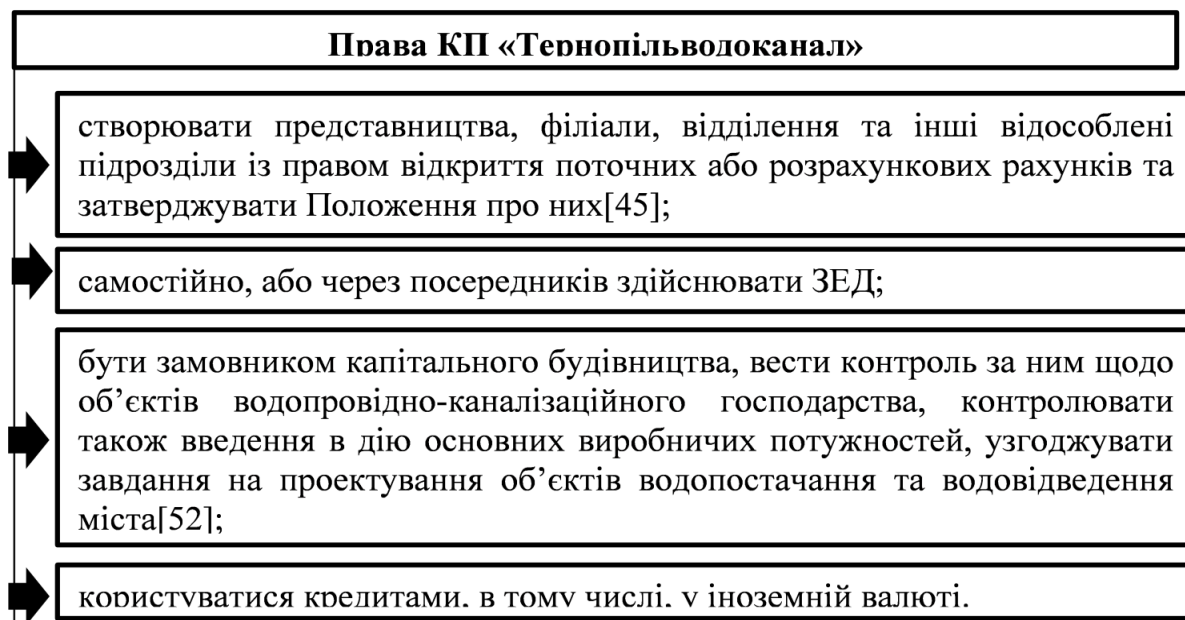 Права КП «Тернопільводоканал»
створювати представництва, філіали, відділення та інші відособлені
підрозділи із правом відкриття поточних або розрахункових рахунків та
затверджувати Положення про них[45];
самостійно, або через посередників здійснювати ЗЕД;
бути замовником капітального будівництва, вести контроль за ним щодо
об’єктів водопровідно-каналізаційного господарства, контролювати
також введення в дію основних виробничих потужностей, узгоджувати
завдання на проектування об’єктів водопостачання та водовідведення
міста[52];
користуватися кредитами, в тому числі, у іноземній валюті.